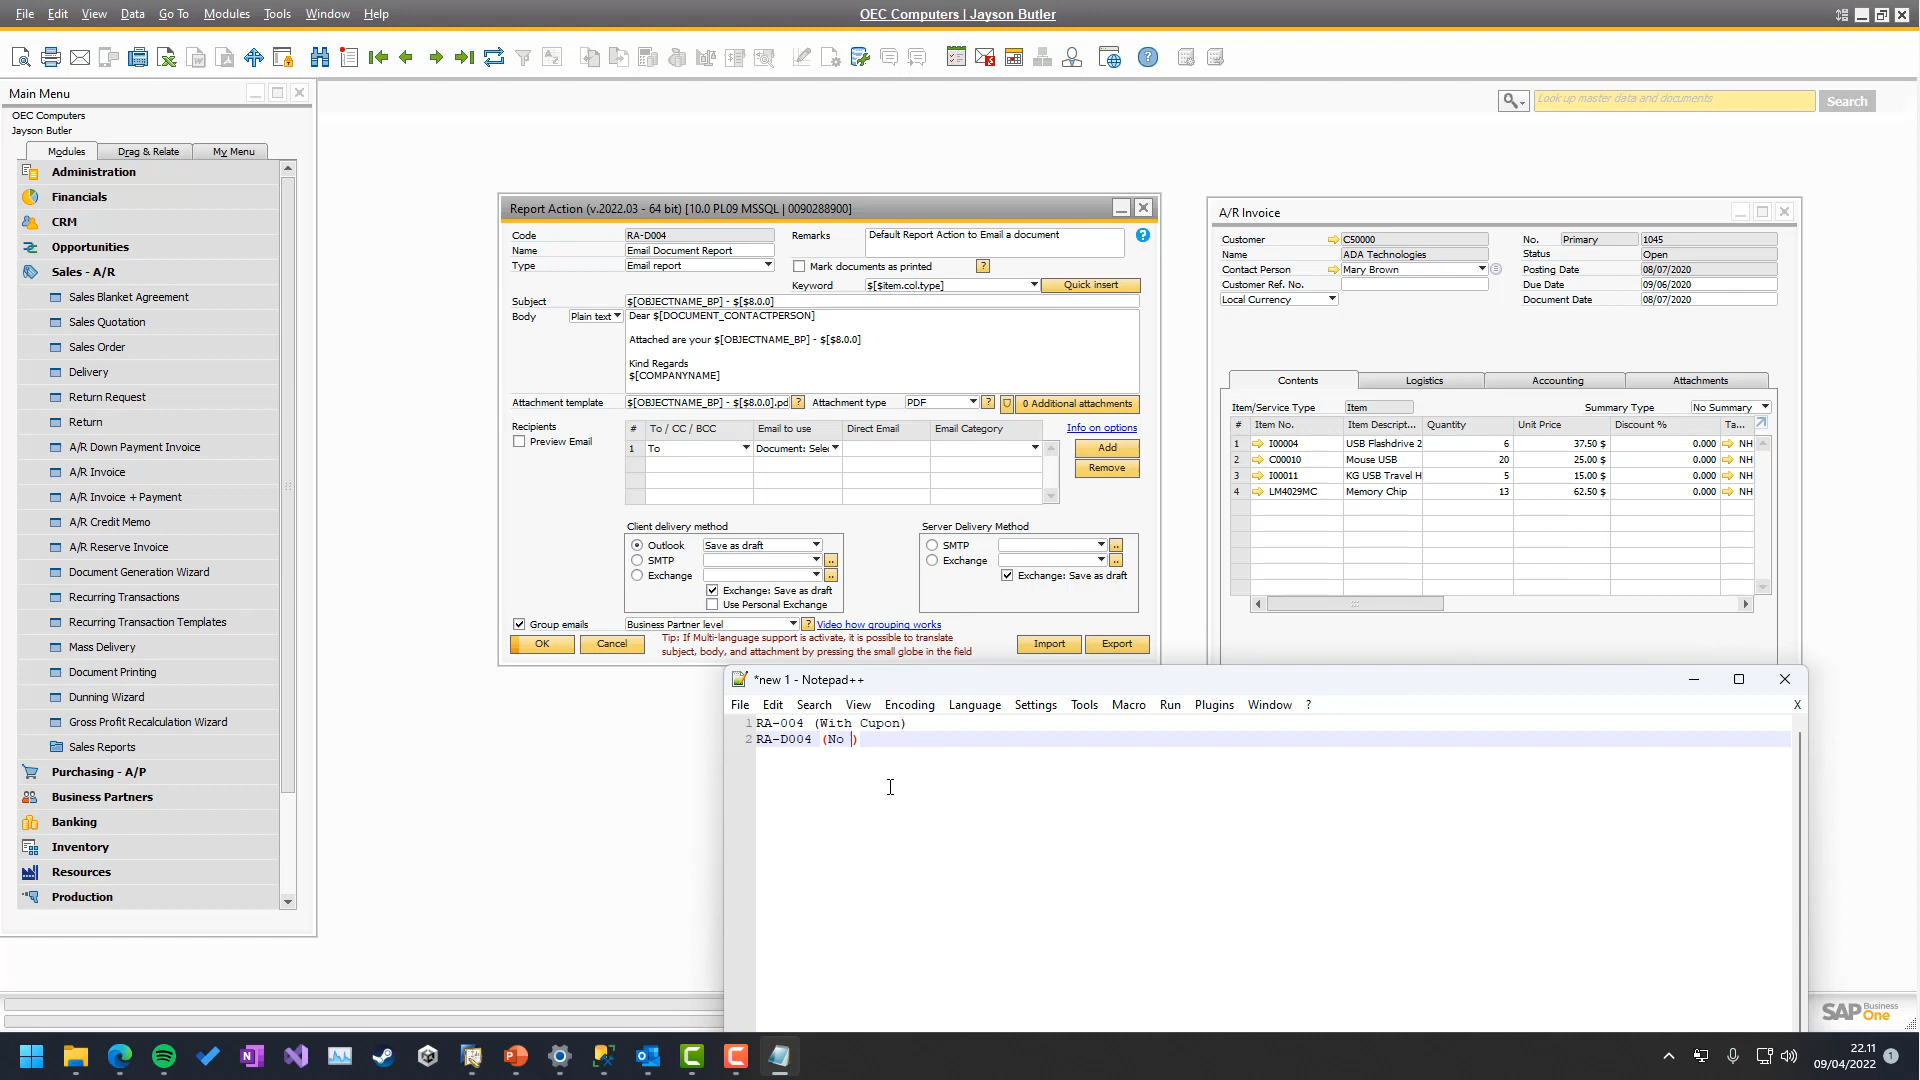 File Edit View Data Go To Modules Tools Window Help
OEC Computers | Jayson Butler
Main Menu
OEC Computers
Jayson Butler
Modules Drag & Relate My Menu
Administration
Financials
CRM
Opportunities
Sales - A/R
Sales Blanket Agreement
Sales Quotation
Sales Order
Delivery
Return Request
Return
A/R Down Payment Invoice
A/R Invoice
A/R Invoice + Payment
A/R Credit Memo
A/R Reserve Invoice
Document Generation Wizard
Recurring Transactions
Recurring Transaction Templates
Mass Delivery
Document Printing
Dunning Wizard
Gross Profit Recalculation Wizard
Sales Reports
Purchasing - A/P
Business Partners
Banking
Inventory
Resources
Production
Look up master data and documents
Search
Report Action (v.2022.03 - 64 bit) [10.0 PL09 MSSQL | 0090288900]
Code RA-D004
Name Email Document Report
Type Email report
Remarks Default Report Action to Email a document
Mark documents as printed ?
Keyword $[$item.col.type] Quick insert
Subject $[OBJECTNAME_BP] - $[$8.0.0]
Body Plain text Dear $[DOCUMENT_CONTACTPERSON]
Attached are your $[OBJECTNAME_BP] - $[$8.0.0]
Kind Regards
$[COMPANYNAME]
Attachment template $[OBJECTNAME_BP] - $[$8.0.0].pd ? Attachment type PDF ? 0 Additional attachments
Recipients
Preview Email
# To / CC / BCC Email to use Direct Email Email Category
1 To Document: Sele
Info on options
Add
Remove
Client delivery method
Outlook Save as draft
SMTP
Exchange
Exchange: Save as draft
Use Personal Exchange
Server Delivery Method
SMTP
Exchange
Exchange: Save as draft
Group emails Business Partner level ? Video how grouping works
OK Cancel
Tip: If Multi-language support is activate, it is possible to translate
subject, body, and attachment by pressing the small globe in the field
Import Export
A/R Invoice
Customer C50000
Name ADA Technologies
Contact Person Mary Brown
Customer Ref. No.
Local Currency
No. Primary 1045
Status Open
Posting Date 08/07/2020
Due Date 09/06/2020
Document Date 08/07/2020
Contents Logistics Accounting Attachments
Item/Service Type Item Summary Type No Summary
# Item No. Item Descript... Quantity Unit Price Discount % Ta...
1 I00004 USB Flashdrive 2 6 37.50 $ 0.000 NH
2 C00010 Mouse USB 20 25.00 $ 0.000 NH
3 I00011 KG USB Travel H 5 15.00 $ 0.000 NH
4 LM4029MC Memory Chip 13 62.50 $ 0.000 NH
*new 1 - Notepad++
File Edit Search View Encoding Language Settings Tools Macro Run Plugins Window ? X
1 RA-004 (With Cupon)
2 RA-D004 (No )
SAP Business One
22.11
09/04/2022
1